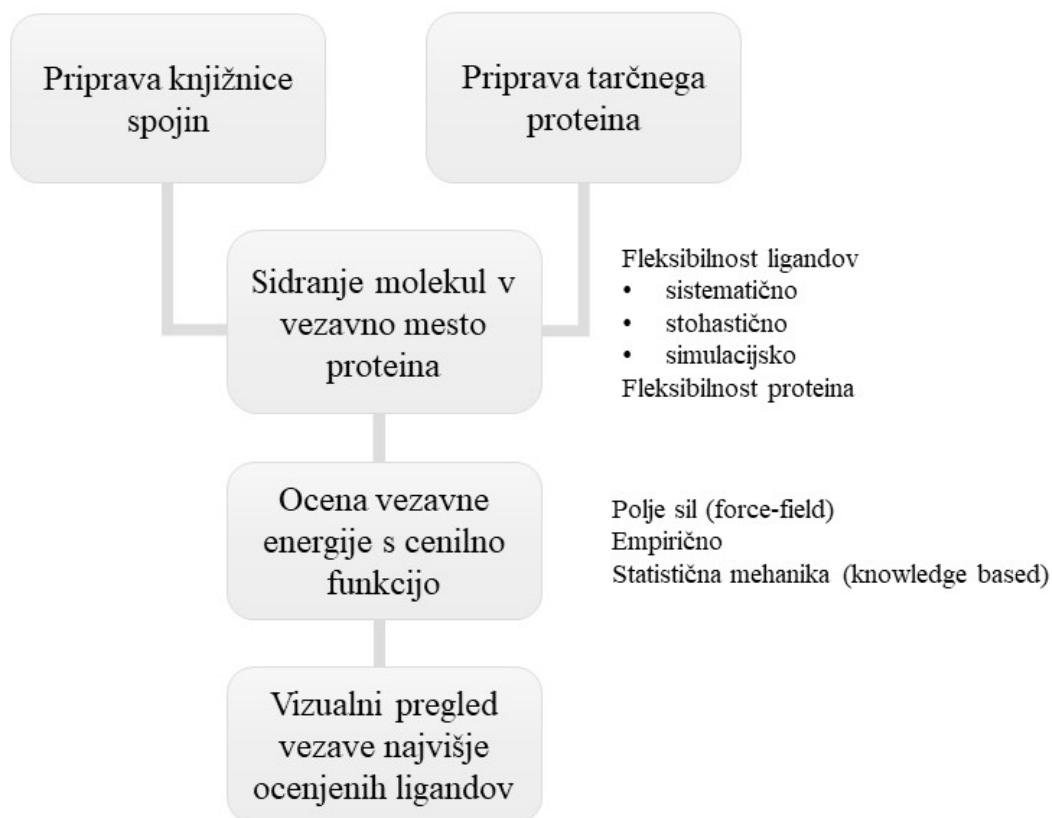 Priprava knjižnice
spojin
Priprava tarčnega
proteina
Sidranje molekul v
vezavno mesto
proteina
Fleksibilnost ligandov
• sistematično
• stohastično
• simulacijsko
Fleksibilnost proteina
Ocena vezavne
energije s cenilno
funkcijo
Polje sil (force-field)
Empirično
Statistična mehanika (knowledge based)
Vizualni pregled
vezave najvišje
ocenjenih ligandov